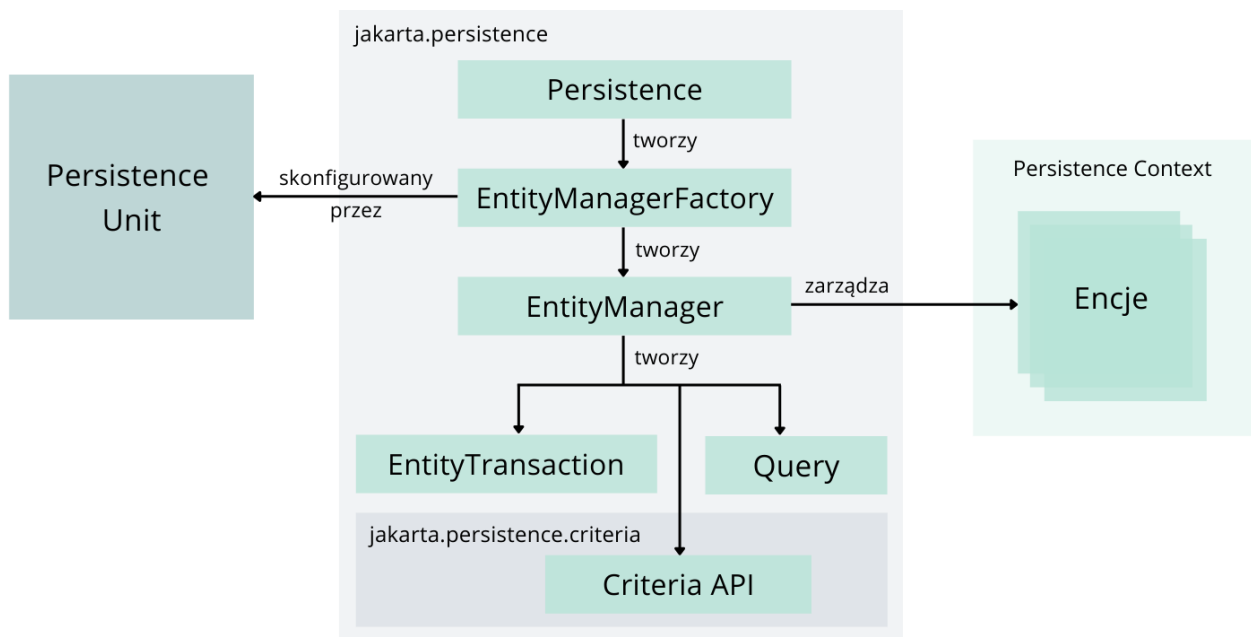 jakarta.persistence
Persistence
tworzy
Persistence
Unit
skonfigurowany
przez
EntityManagerFactory
tworzy
EntityManager
zarządza
Persistence Context
Encje
tworzy
EntityTransaction
Query
jakarta.persistence.criteria
Criteria API